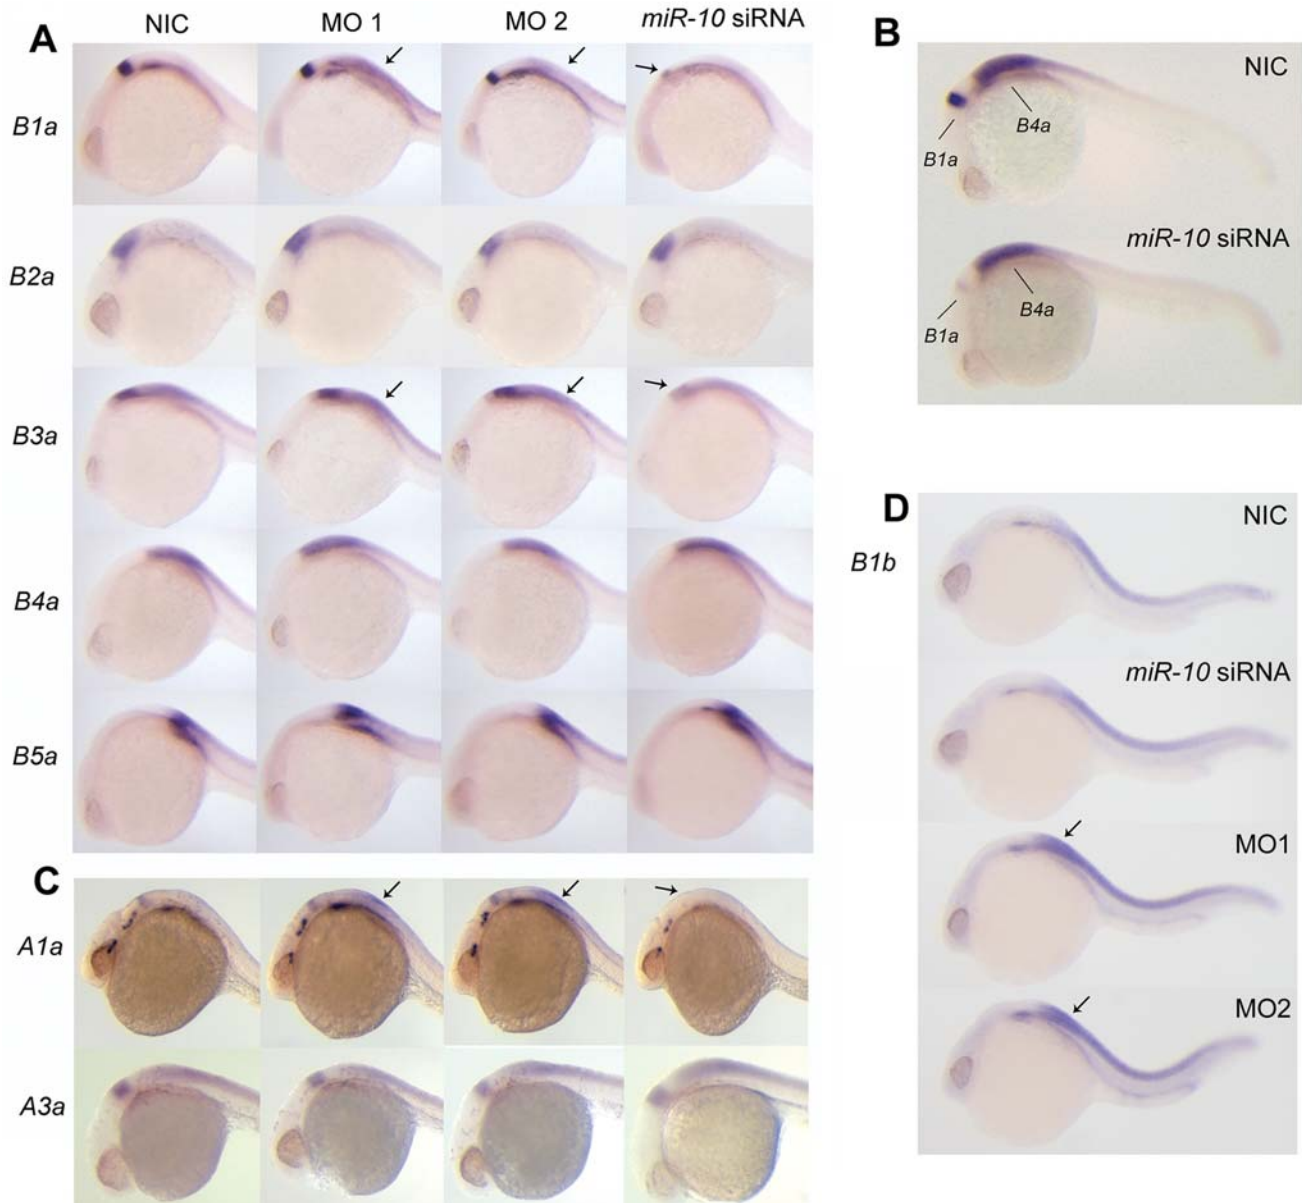 A
NIC
MO 1
MO 2
miR-10 siRNA
B1a
B2a
B3a
B4a
B5a
B
NIC
B4a
B1a
miR-10 siRNA
B4a
B1a
C
A1a
A3a
D
B1b
NIC
miR-10 siRNA
MO1
MO2